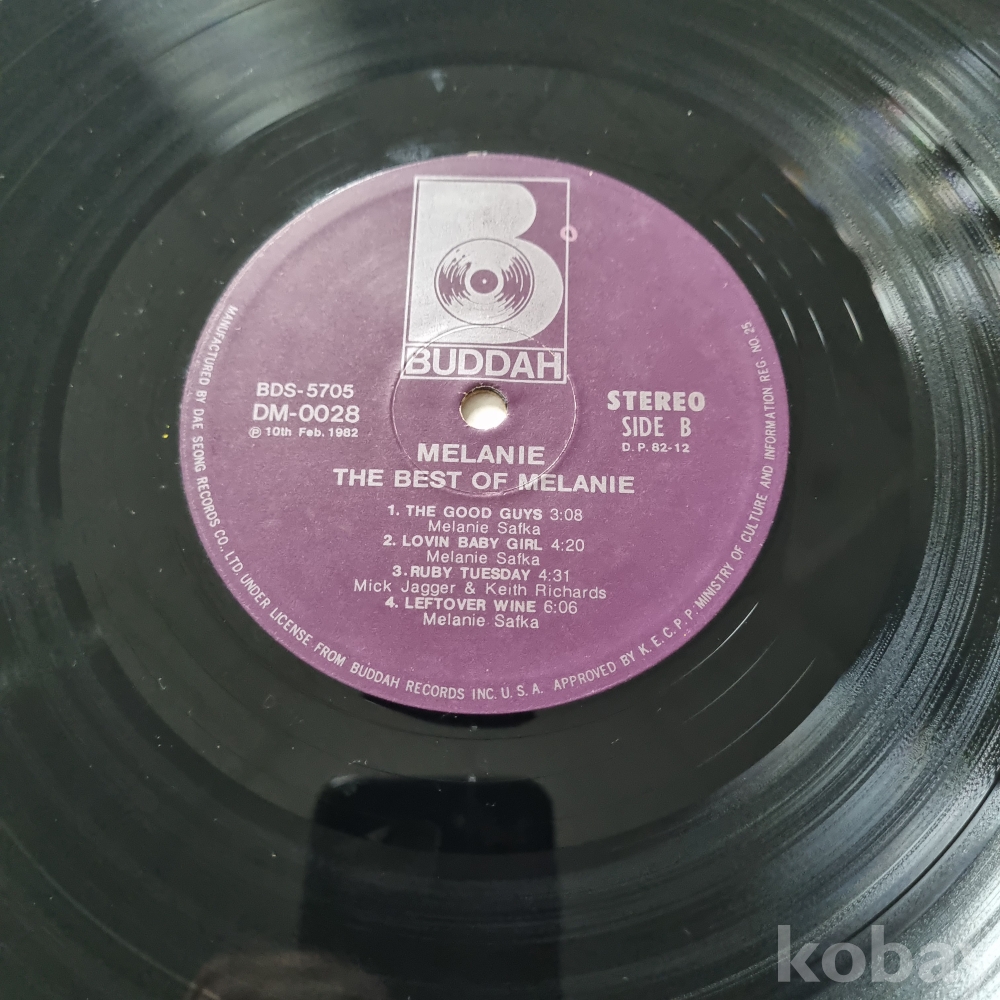 BUDDAH
BDS-5705
DM-0028
℗ 10th Feb. 1982
STEREO
SIDE B
D.P. 82-12
MELANIE
THE BEST OF MELANIE
1. THE GOOD GUYS 3:08
Melanie Safka
2. LOVIN BABY GIRL 4:20
Melanie Safka
3. RUBY TUESDAY 4:31
Mick Jagger & Keith Richards
4. LEFTOVER WINE 6:06
Melanie Safka
MANUFACTURED BY DAE SEONG RECORDS CO., LTD. UNDER LICENSE FROM BUDDAH RECORDS INC. U.S.A. APPROVED BY K.E.C.P.P. MINISTRY OF CULTURE AND INFORMATION REG. NO. 25
koba